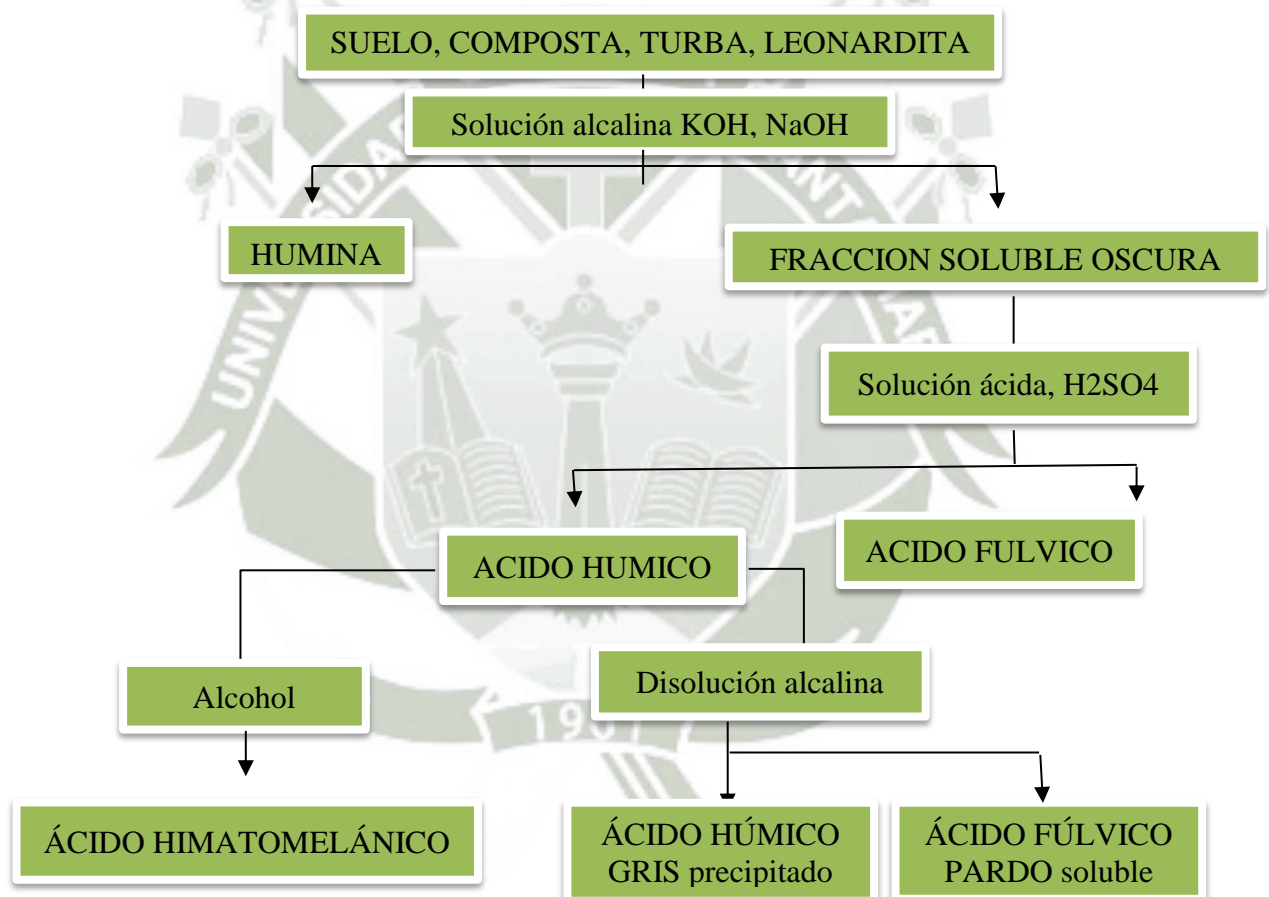 SUELO, COMPOSTA, TURBA, LEONARDITA
Solución alcalina KOH, NaOH
HUMINA
FRACCION SOLUBLE OSCURA
Solución ácida, H2SO4
ACIDO HUMICO
ACIDO FULVICO
Alcohol
Disolución alcalina
ÁCIDO HIMATOMELÁNICO
ÁCIDO HÚMICO
GRIS precipitado
ÁCIDO FÚLVICO
PARDO soluble